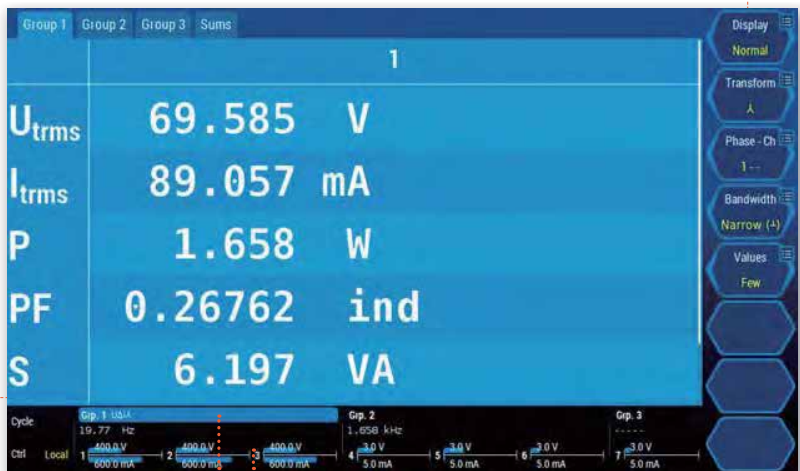 Group 1 Group 2 Group 3 Sums
1
Utrms 69.585 V
Itrms 89.057 mA
P 1.658 W
PF 0.26762 ind
S 6.197 VA
Display
Normal
Transform
Phase - Ch
1 - -
Bandwidth
Narrow (⅄)
Values
Few
Cycle
Grp. 1
19.77 Hz
Grp. 2
1.658 kHz
Grp. 3
-----
Ctrl Local
1 400.0 V 600.0 mA
2 400.0 V 600.0 mA
3 400.0 V 600.0 mA
4 3.0 V 5.0 mA
5 3.0 V 5.0 mA
6 3.0 V 5.0 mA
7 3.0 V 5.0 mA